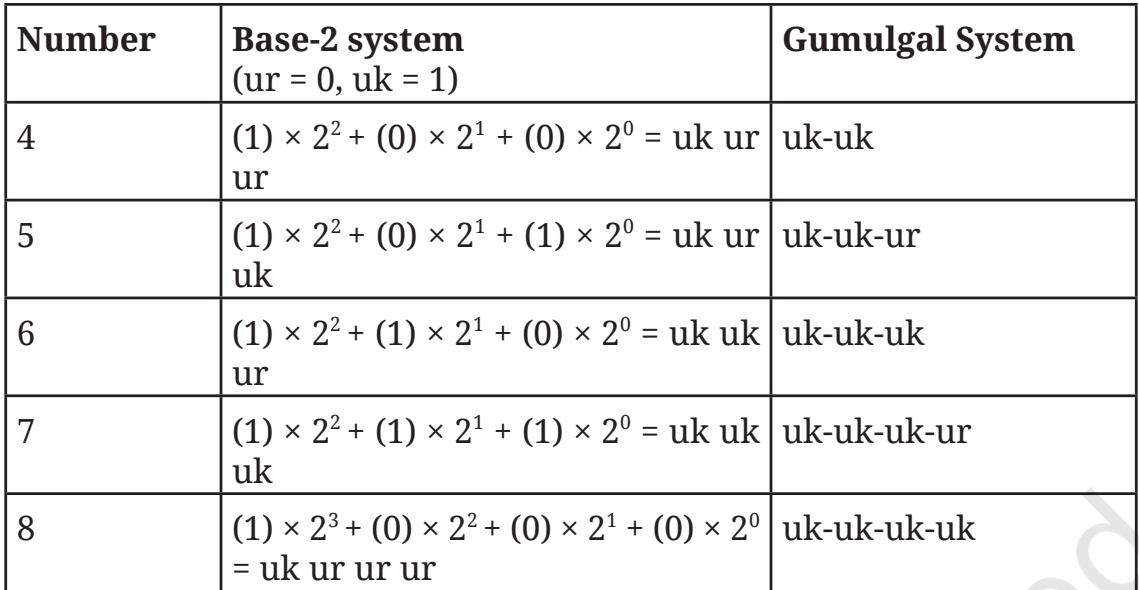 Number Base-2 system Gumulgal System
(ur = 0, uk = 1)
4 (1) × 2² + (0) × 2¹ + (0) × 2⁰ = uk ur uk-uk
ur
5 (1) × 2² + (0) × 2¹ + (1) × 2⁰ = uk ur uk-uk-ur
uk
6 (1) × 2² + (1) × 2¹ + (0) × 2⁰ = uk uk uk-uk-uk
ur
7 (1) × 2² + (1) × 2¹ + (1) × 2⁰ = uk uk uk-uk-uk-ur
uk
8 (1) × 2³ + (0) × 2² + (0) × 2¹ + (0) × 2⁰ uk-uk-uk-uk
= uk ur ur ur